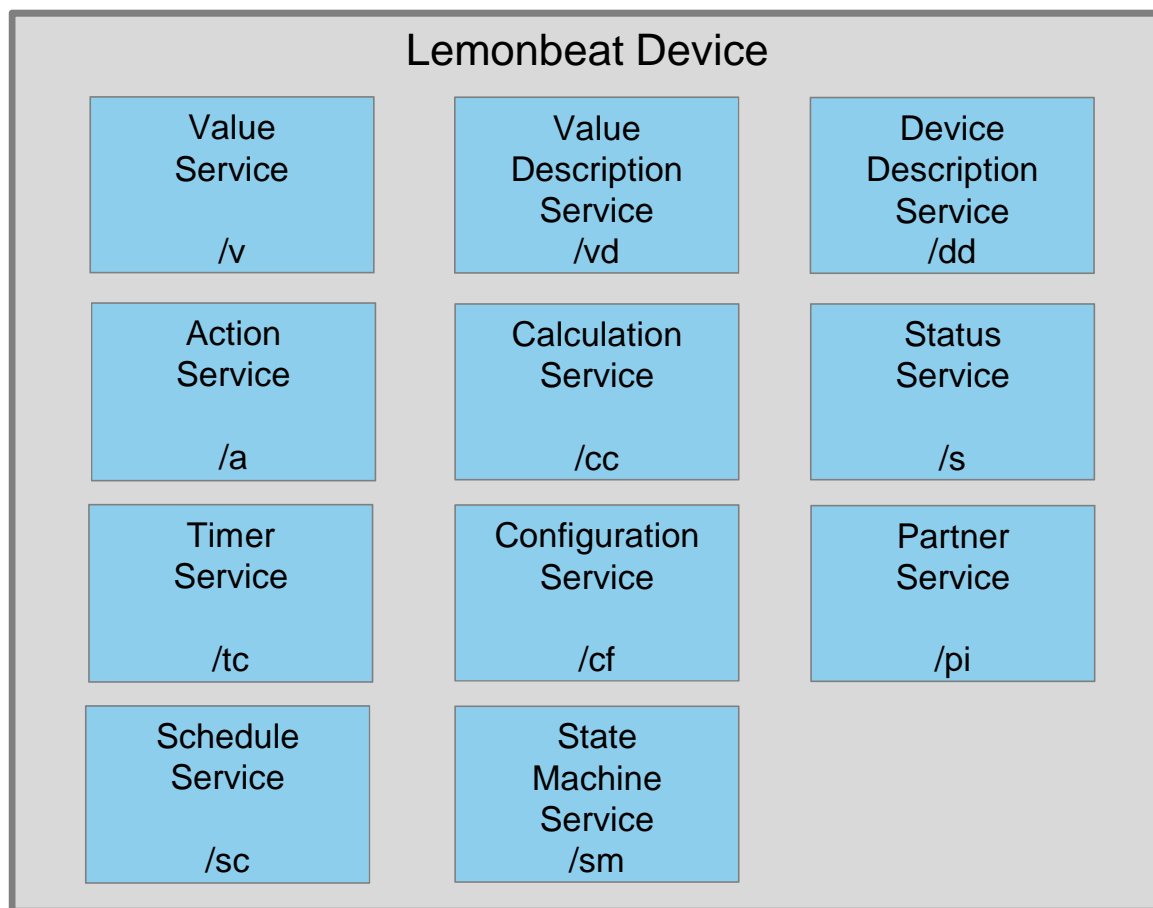 Lemonbeat Device
Value
Service
/v
Value
Description
Service
/vd
Device
Description
Service
/dd
Action
Service
/a
Calculation
Service
/cc
Status
Service
/s
Timer
Service
/tc
Configuration
Service
/cf
Partner
Service
/pi
Schedule
Service
/sc
State
Machine
Service
/sm